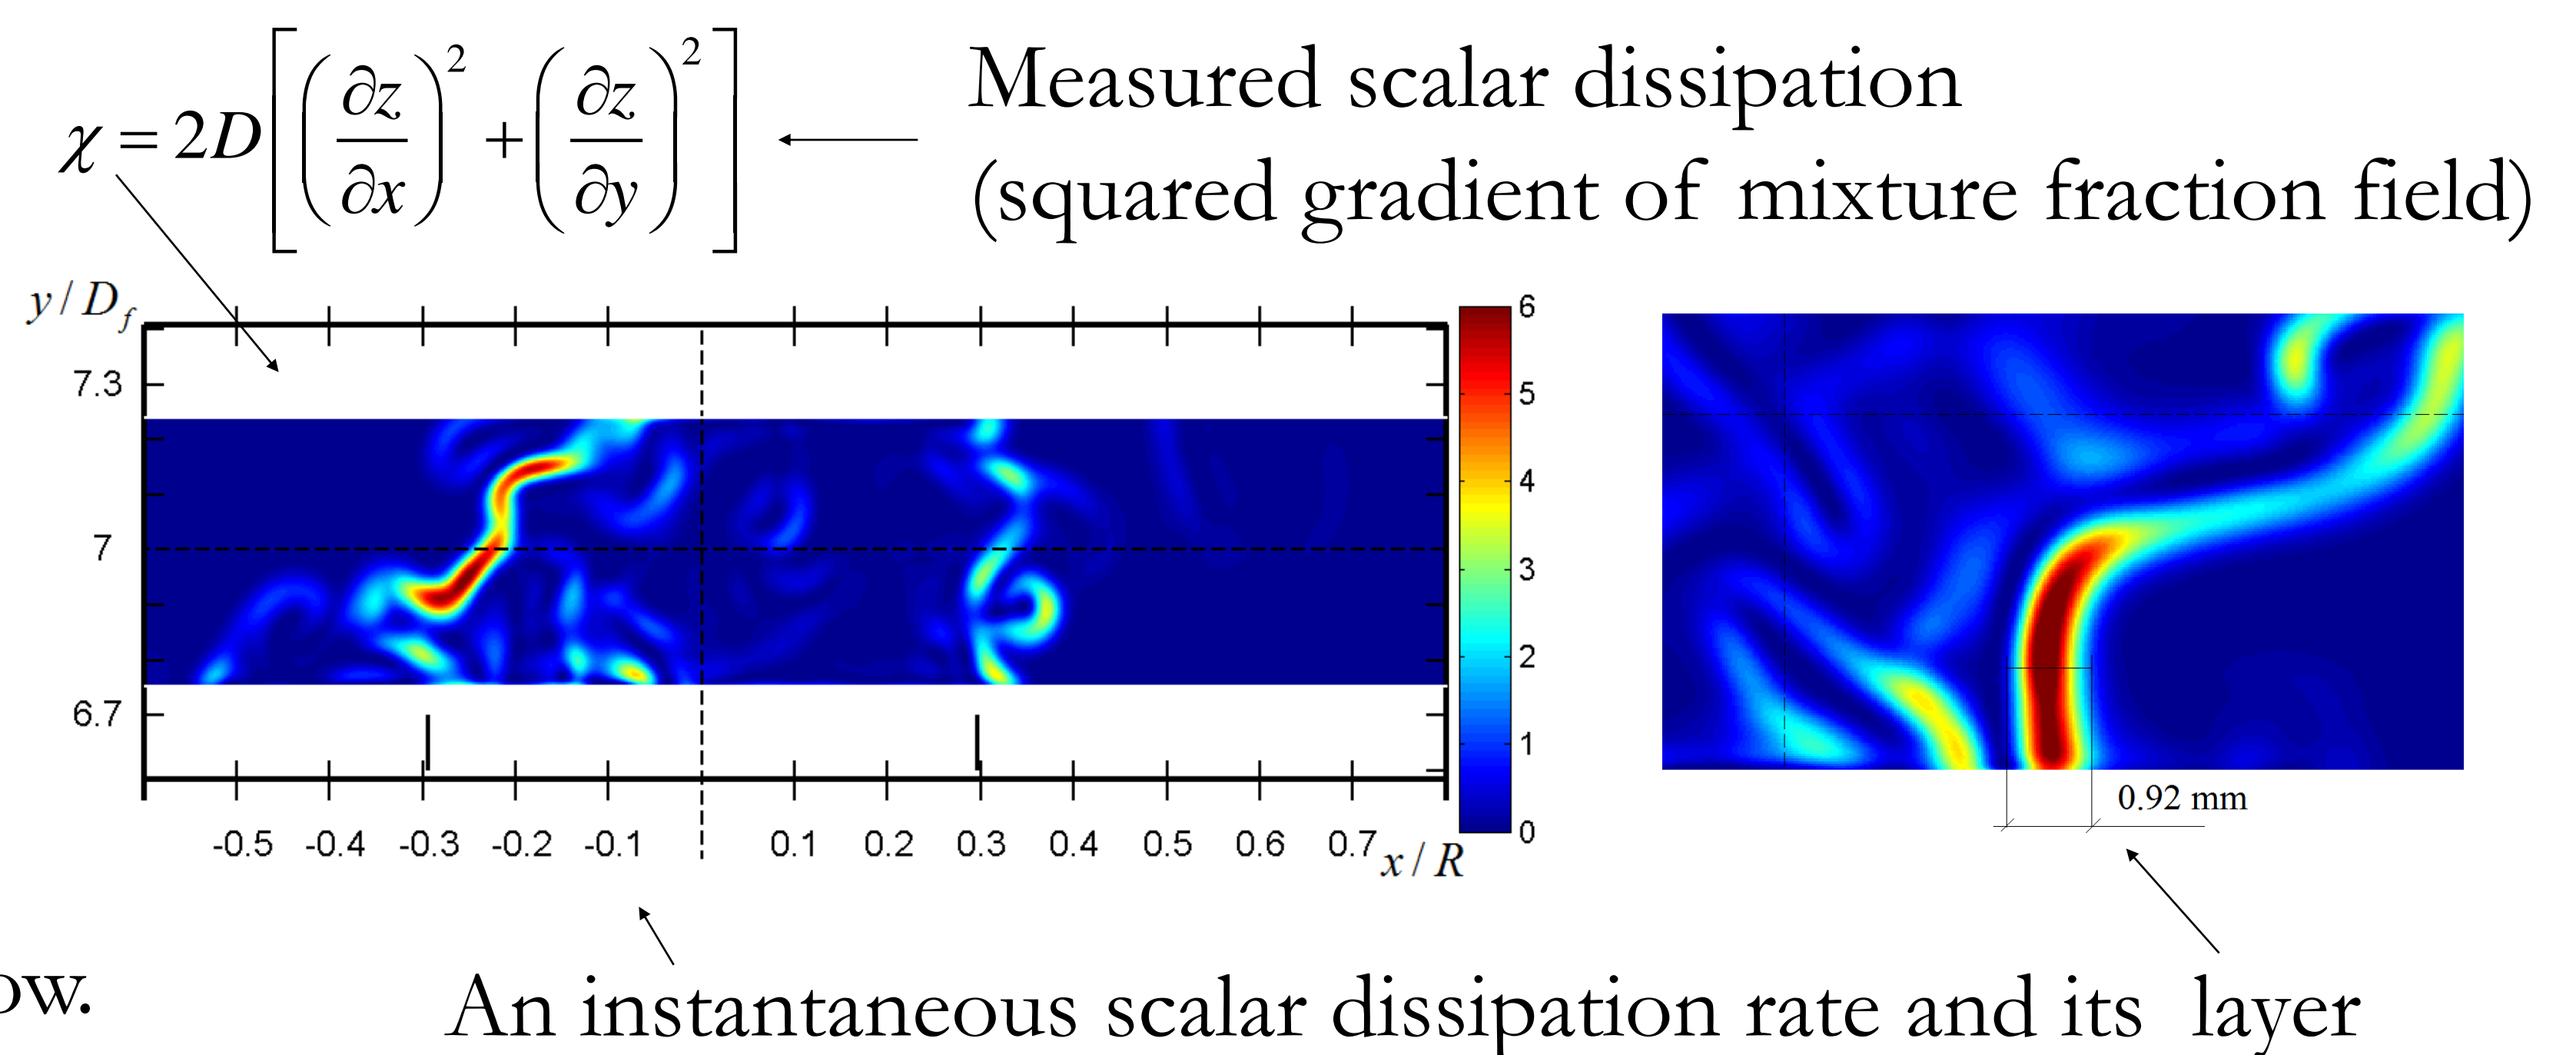 χ = 2D[(∂z/∂x)² + (∂z/∂y)²]
Measured scalar dissipation
(squared gradient of mixture fraction field)
y / D_f
7.3
7
6.7
-0.5 -0.4 -0.3 -0.2 -0.1 0.1 0.2 0.3 0.4 0.5 0.6 0.7 x / R
6
5
4
3
2
1
0
0.92 mm
ow.
An instantaneous scalar dissipation rate and its layer